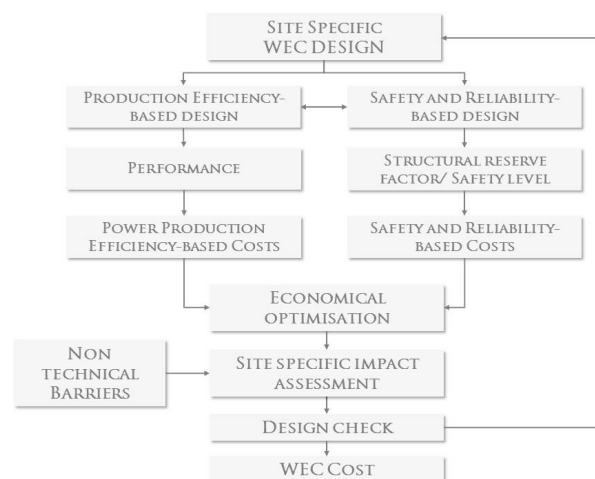 Site Specific
WEC Design
Production Efficiency-
based design
Safety and Reliability-
based design
Performance
Structural reserve
factor/ Safety level
Power Production
Efficiency-based Costs
Safety and Reliability-
based Costs
Economical
optimisation
Non
technical
Barriers
Site specific impact
assessment
Design check
WEC Cost